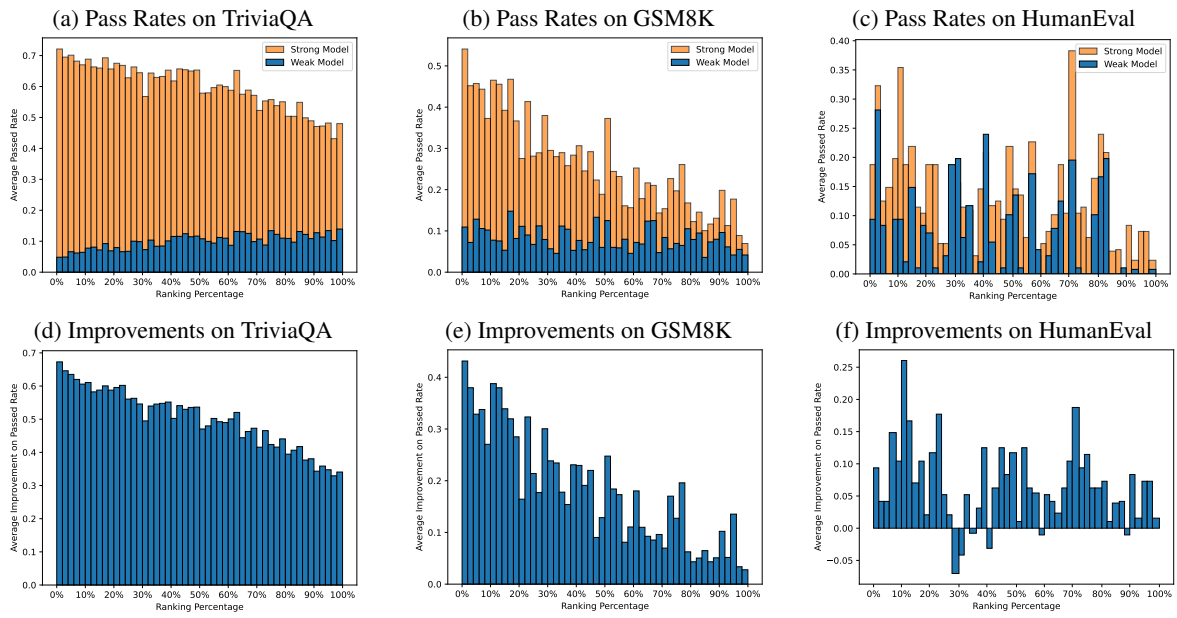 (a) Pass Rates on TriviaQA
0.7
0.6
0.5
0.4
0.3
0.2
0.1
0.0
Average Passed Rate
Strong Model
Weak Model
0% 10% 20% 30% 40% 50% 60% 70% 80% 90% 100%
Ranking Percentage
(b) Pass Rates on GSM8K
0.5
0.4
0.3
0.2
0.1
0.0
Average Passed Rate
Strong Model
Weak Model
0% 10% 20% 30% 40% 50% 60% 70% 80% 90% 100%
Ranking Percentage
(c) Pass Rates on HumanEval
0.40
0.35
0.30
0.25
0.20
0.15
0.10
0.05
0.00
Average Passed Rate
Strong Model
Weak Model
0% 10% 20% 30% 40% 50% 60% 70% 80% 90% 100%
Ranking Percentage
(d) Improvements on TriviaQA
0.7
0.6
0.5
0.4
0.3
0.2
0.1
0.0
Average Improvement on Passed Rate
0% 10% 20% 30% 40% 50% 60% 70% 80% 90% 100%
Ranking Percentage
(e) Improvements on GSM8K
0.4
0.3
0.2
0.1
0.0
Average Improvement on Passed Rate
0% 10% 20% 30% 40% 50% 60% 70% 80% 90% 100%
Ranking Percentage
(f) Improvements on HumanEval
0.25
0.20
0.15
0.10
0.05
0.00
−0.05
Average Improvement on Passed Rate
0% 10% 20% 30% 40% 50% 60% 70% 80% 90% 100%
Ranking Percentage